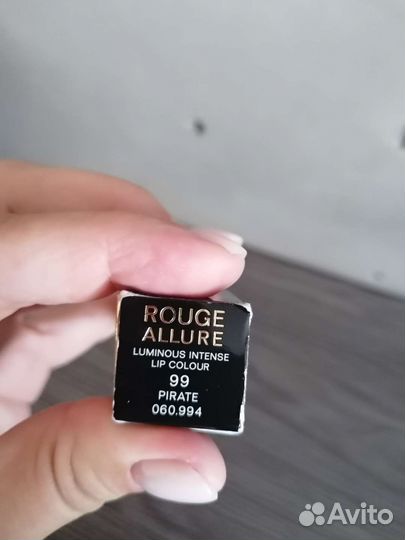 ROUGE
ALLURE
LUMINOUS INTENSE
LIP COLOUR
99
PIRATE
060.994
Avito